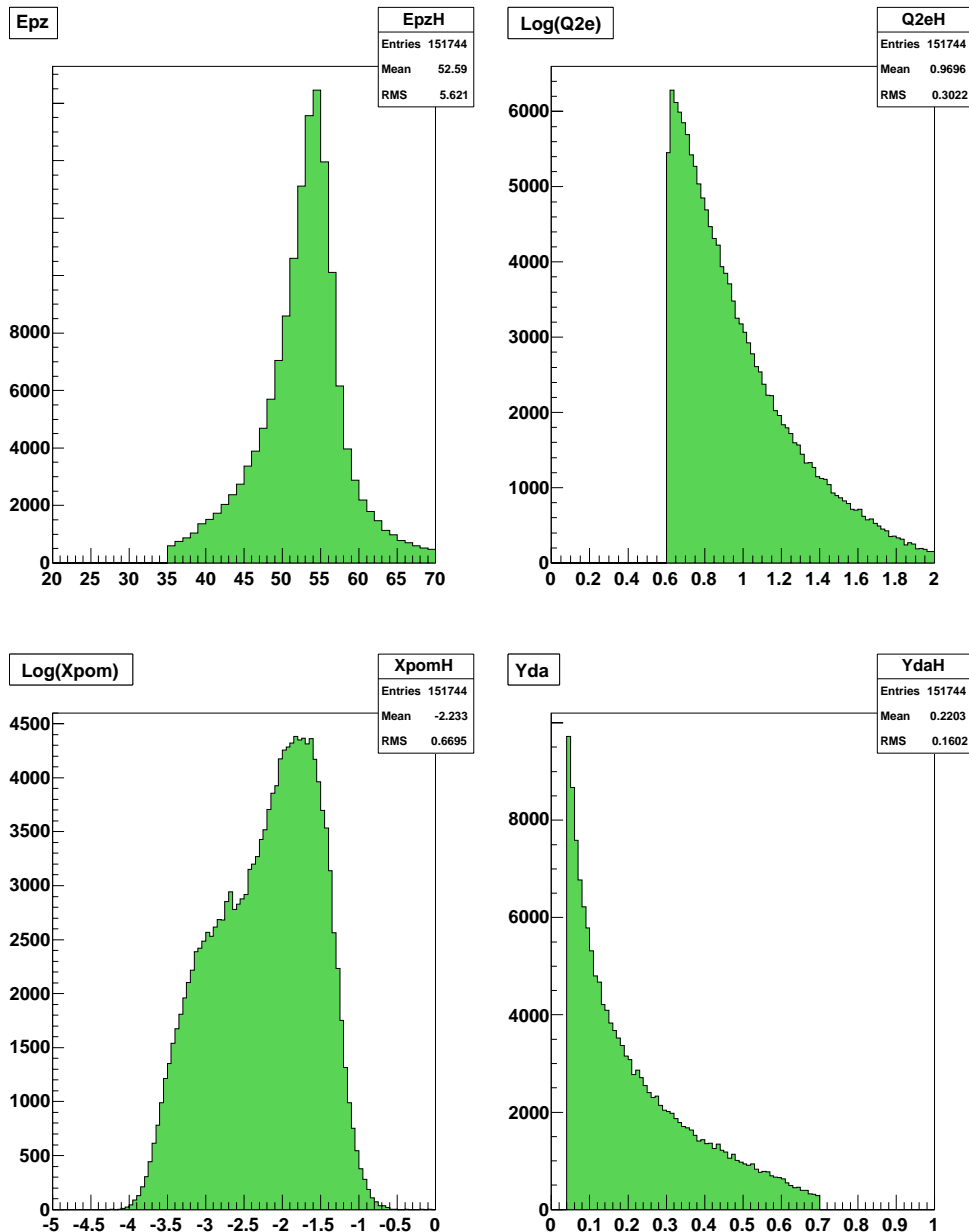 Epz
EpzH
Entries 151744
Mean 52.59
RMS 5.621
8000
6000
4000
2000
0
20 25 30 35 40 45 50 55 60 65 70
Log(Q2e)
Q2eH
Entries 151744
Mean 0.9696
RMS 0.3022
6000
5000
4000
3000
2000
1000
0
0 0.2 0.4 0.6 0.8 1 1.2 1.4 1.6 1.8 2
Log(Xpom)
XpomH
Entries 151744
Mean -2.233
RMS 0.6695
4500
4000
3500
3000
2500
2000
1500
1000
500
0
-5 -4.5 -4 -3.5 -3 -2.5 -2 -1.5 -1 -0.5 0
Yda
YdaH
Entries 151744
Mean 0.2203
RMS 0.1602
8000
6000
4000
2000
0
0 0.1 0.2 0.3 0.4 0.5 0.6 0.7 0.8 0.9 1